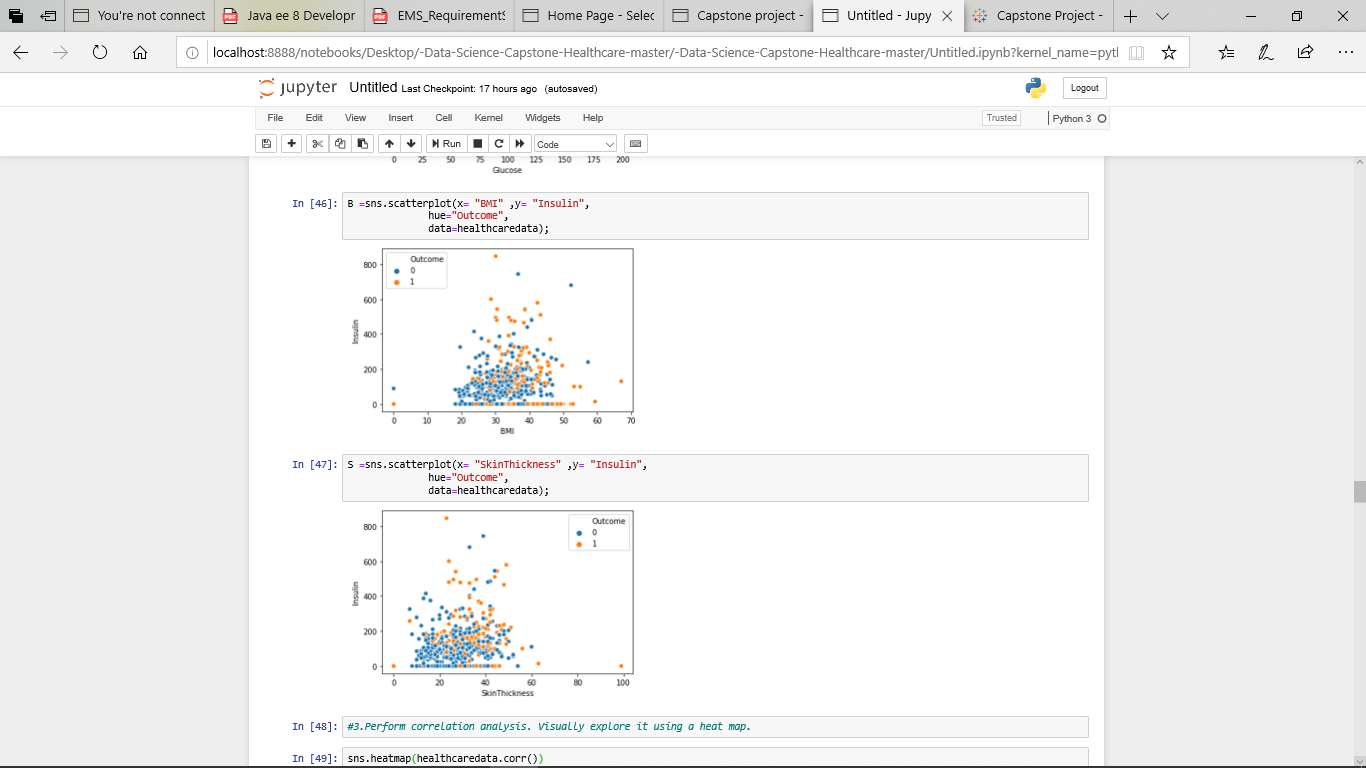 You're not connect
Java ee 8 Developr
EMS_Requirements
Home Page - Selec
Capstone project -
Untitled - Jupy
Capstone Project -
localhost:8888/notebooks/Desktop/-Data-Science-Capstone-Healthcare-master/-Data-Science-Capstone-Healthcare-master/Untitled.ipynb?kernel_name=pytl
jupyter Untitled Last Checkpoint: 17 hours ago (autosaved)
Logout
File Edit View Insert Cell Kernel Widgets Help
Trusted
Python 3
Run
Code
0 25 50 75 100 125 150 175 200
Glucose
In [46]: B =sns.scatterplot(x= "BMI" ,y= "Insulin",
hue="Outcome",
data=healthcaredata);
Outcome
0
1
800
600
400
200
0
Insulin
0 10 20 30 40 50 60 70
BMI
In [47]: S =sns.scatterplot(x= "SkinThickness" ,y= "Insulin",
hue="Outcome",
data=healthcaredata);
Outcome
0
1
800
600
400
200
0
Insulin
0 20 40 60 80 100
SkinThickness
In [48]: #3.Perform correlation analysis. Visually explore it using a heat map.
In [49]: sns.heatmap(healthcaredata.corr())